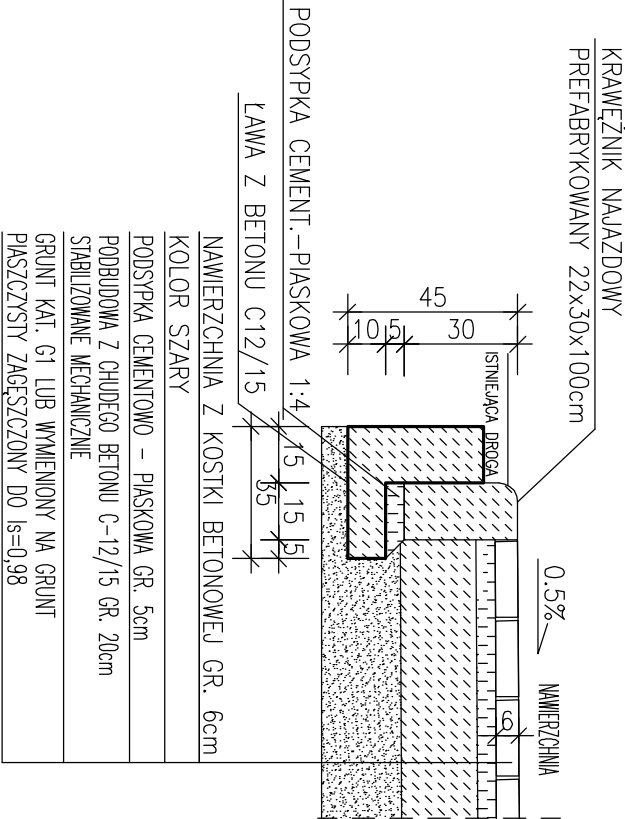 KRAWĘŻNIK NAJAZDOWY
PREFABRYKOWANY 22x30x100cm
45
10
5
30
ISTNIEJĄCA DROGA
0.5%
NAWIERZCHNIA
6
PODSYPKA CEMENT.-PIASKOWA 1:4
ŁAWA Z BETONU C12/15
15
15
5
35
NAWIERZCHNIA Z KOSTKI BETONOWEJ GR. 6cm
KOLOR SZARY
PODSYPKA CEMENTOWO - PIASKOWA GR. 5cm
PODBUDOWA Z CHUDEGO BETONU C-12/15 GR. 20cm
STABILIZOWANE MECHANICZNIE
GRUNT KAT. G1 LUB WYMIENIONY NA GRUNT
PIASZCZYSTY ZAGĘSZCZONY DO Is=0,98